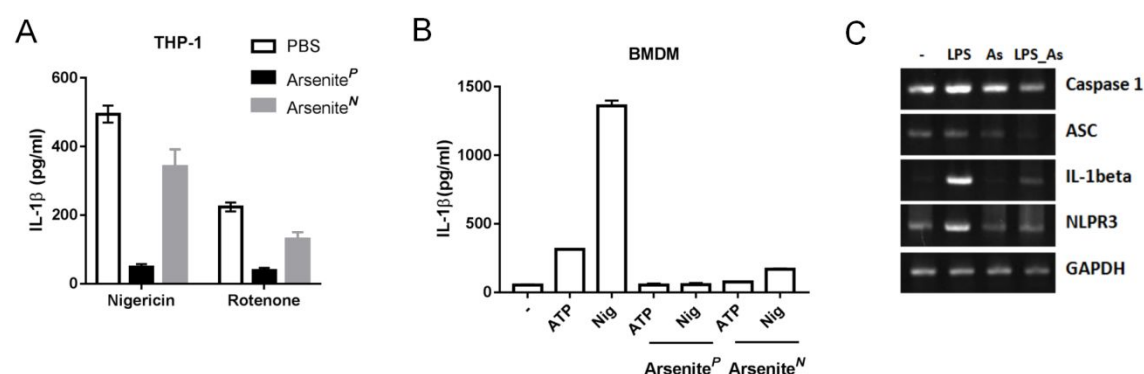 A
THP-1
PBS
Arsenite^P
Arsenite^N
IL-1β (pg/ml)
600
400
200
0
Nigericin
Rotenone
B
BMDM
IL-1β(pg/ml)
1500
1000
500
0
-
ATP
Nig
ATP
Nig
ATP
Nig
Arsenite^P
Arsenite^N
C
- LPS As LPS_As
Caspase 1
ASC
IL-1beta
NLPR3
GAPDH